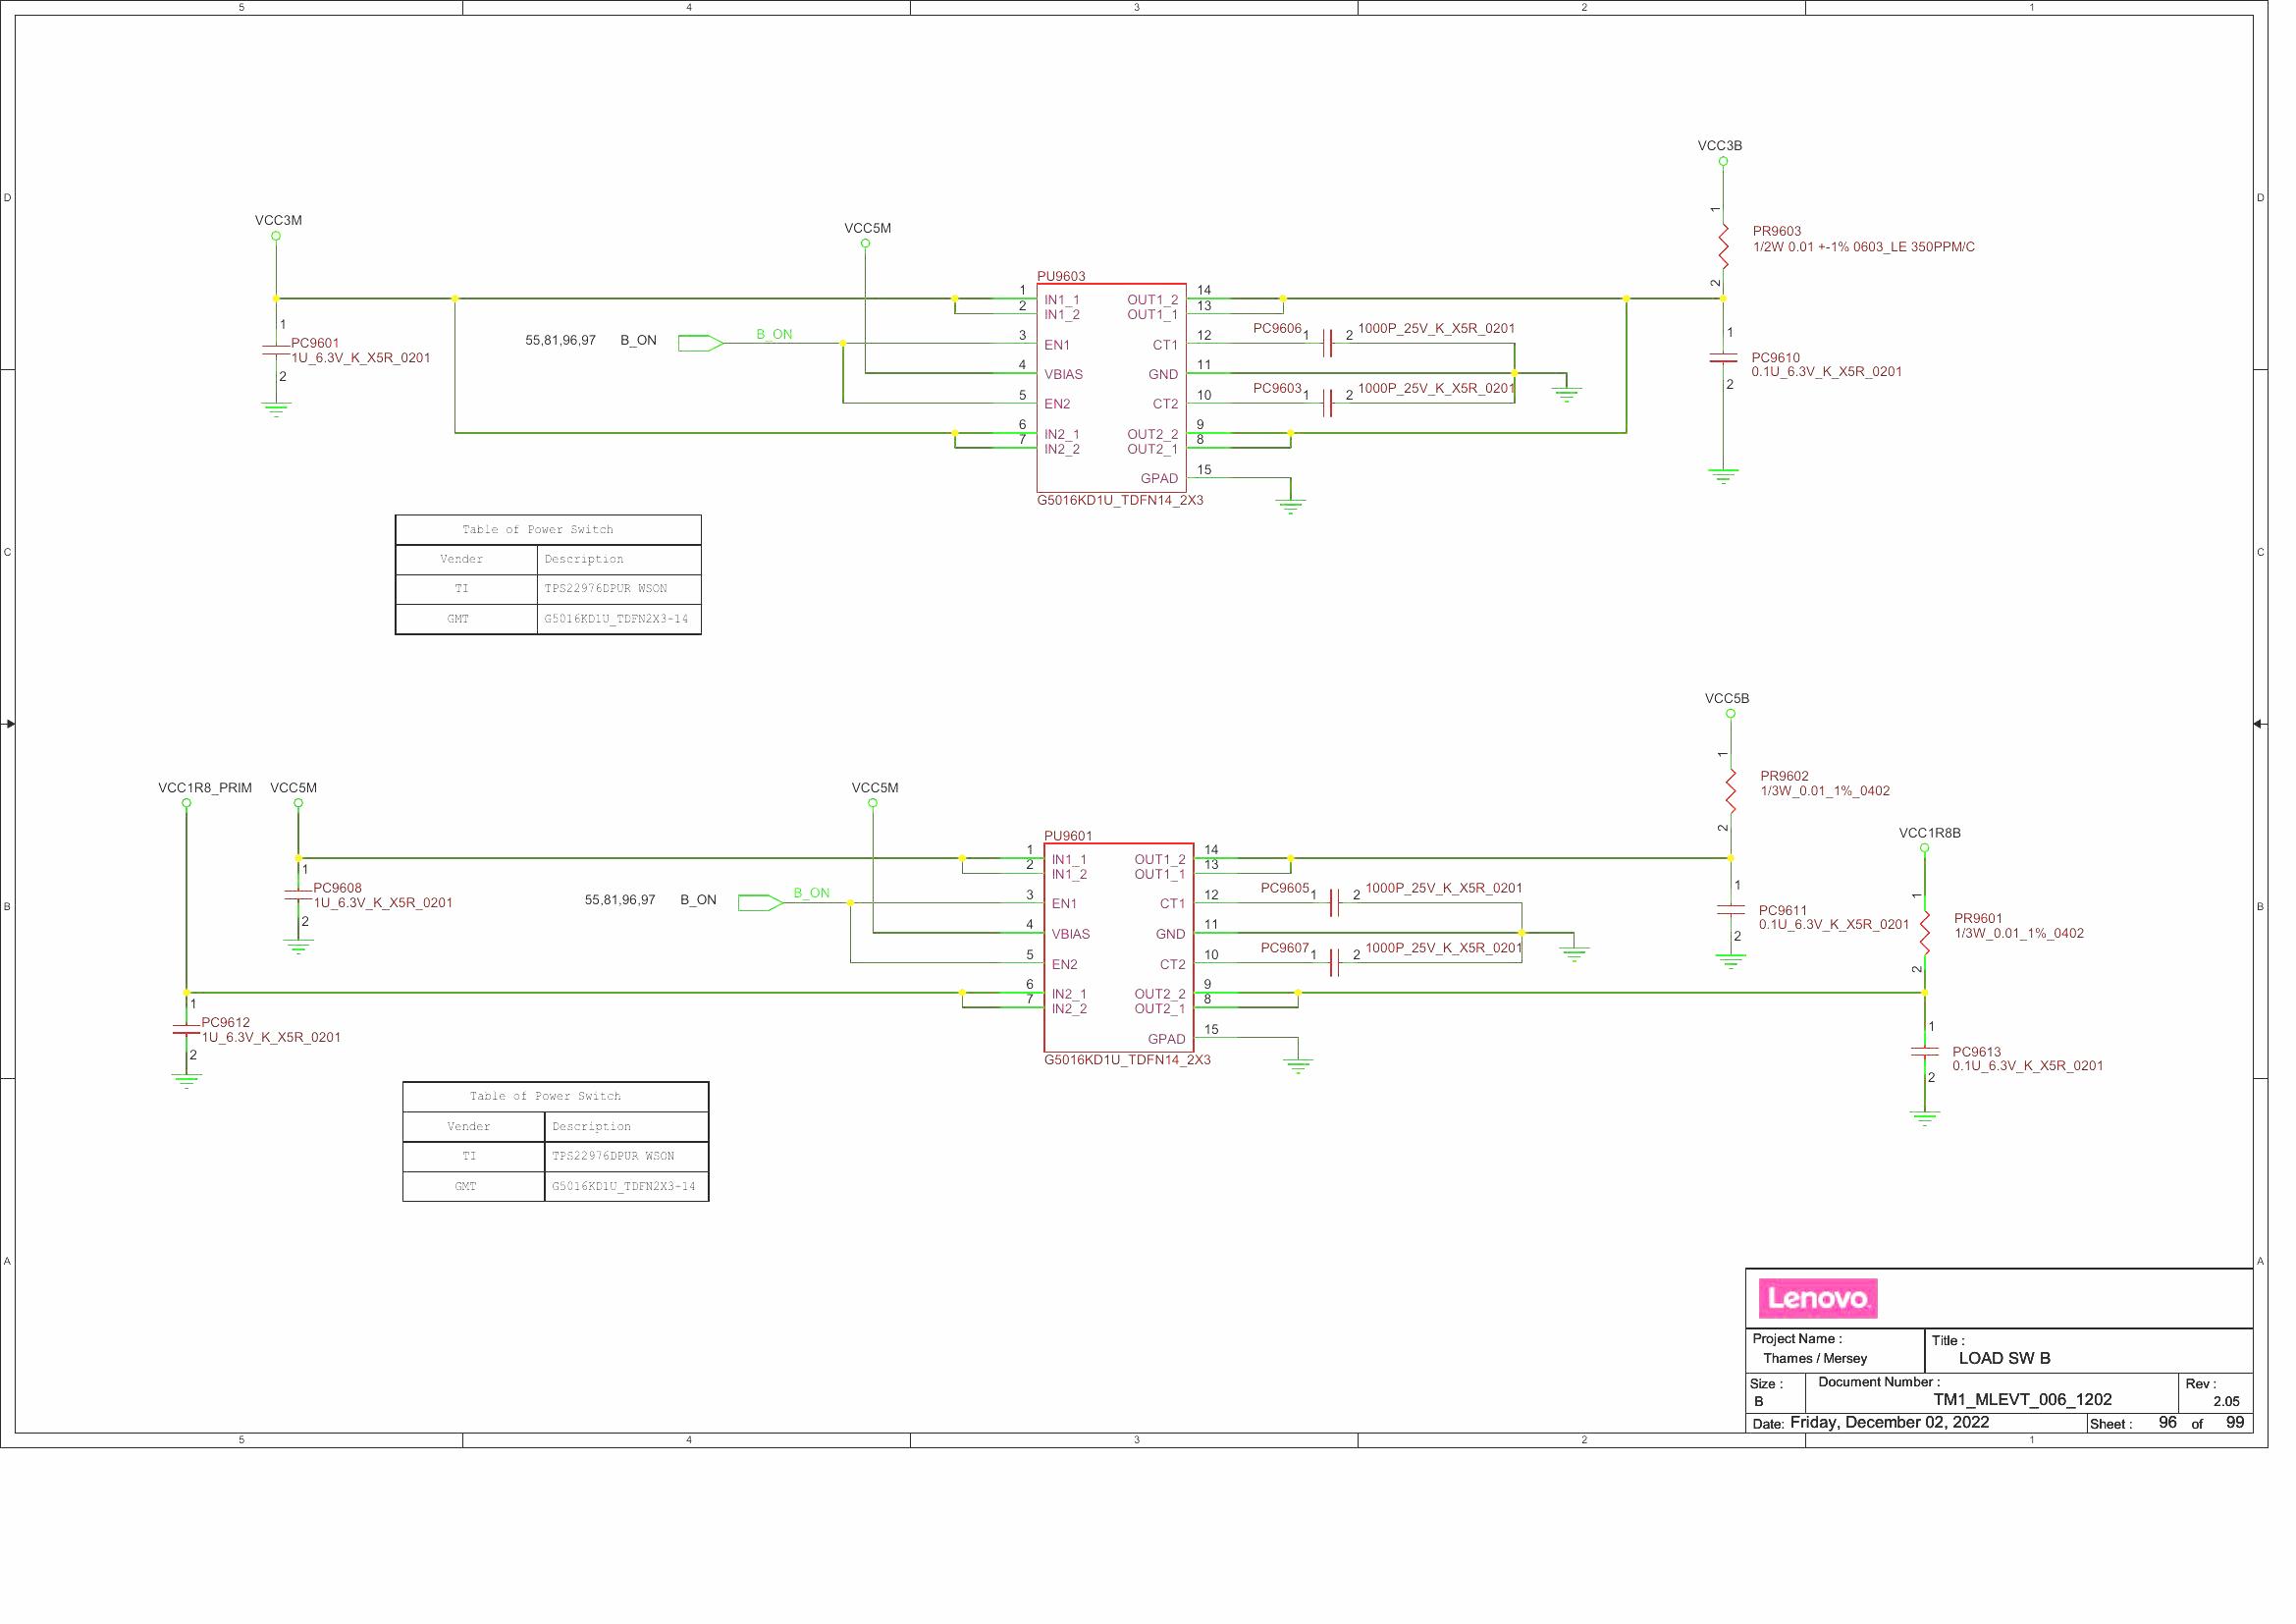 5 4 3 2 1
D
D
C
C
B
B
A
A
VCC3B
VCC3M
VCC5M
1
PR9603
1/2W 0.01 +-1% 0603_LE 350PPM/C
2
PU9603
1 IN1_1 OUT1_2 14
2 IN1_2 OUT1_1 13
55,81,96,97 B_ON B_ON
3 EN1 CT1 12
PC9606 1 2 1000P_25V_K_X5R_0201
4 VBIAS GND 11
5 EN2 CT2 10
PC9603 1 2 1000P_25V_K_X5R_0201
6 IN2_1 OUT2_2 9
7 IN2_2 OUT2_1 8
GPAD 15
G5016KD1U_TDFN14_2X3
1
PC9601
1U_6.3V_K_X5R_0201
2
1
PC9610
0.1U_6.3V_K_X5R_0201
2
Table of Power Switch
Vender Description
TI TPS22976DPUR WSON
GMT G5016KD1U_TDFN2X3-14
VCC5B
VCC1R8_PRIM VCC5M
VCC5M
1
PR9602
1/3W_0.01_1%_0402
2
VCC1R8B
PU9601
1 IN1_1 OUT1_2 14
2 IN1_2 OUT1_1 13
55,81,96,97 B_ON B_ON
3 EN1 CT1 12
PC9605 1 2 1000P_25V_K_X5R_0201
4 VBIAS GND 11
5 EN2 CT2 10
PC9607 1 2 1000P_25V_K_X5R_0201
6 IN2_1 OUT2_2 9
7 IN2_2 OUT2_1 8
GPAD 15
G5016KD1U_TDFN14_2X3
1
PC9608
1U_6.3V_K_X5R_0201
2
1
PC9612
1U_6.3V_K_X5R_0201
2
1
PC9611
0.1U_6.3V_K_X5R_0201
2
1
PR9601
1/3W_0.01_1%_0402
2
1
PC9613
0.1U_6.3V_K_X5R_0201
2
Table of Power Switch
Vender Description
TI TPS22976DPUR WSON
GMT G5016KD1U_TDFN2X3-14
Lenovo
Project Name :
Thames / Mersey
Title :
LOAD SW B
Size :
B
Document Number :
TM1_MLEVT_006_1202
Rev :
2.05
Date: Friday, December 02, 2022
Sheet : 96 of 99
5 4 3 2 1